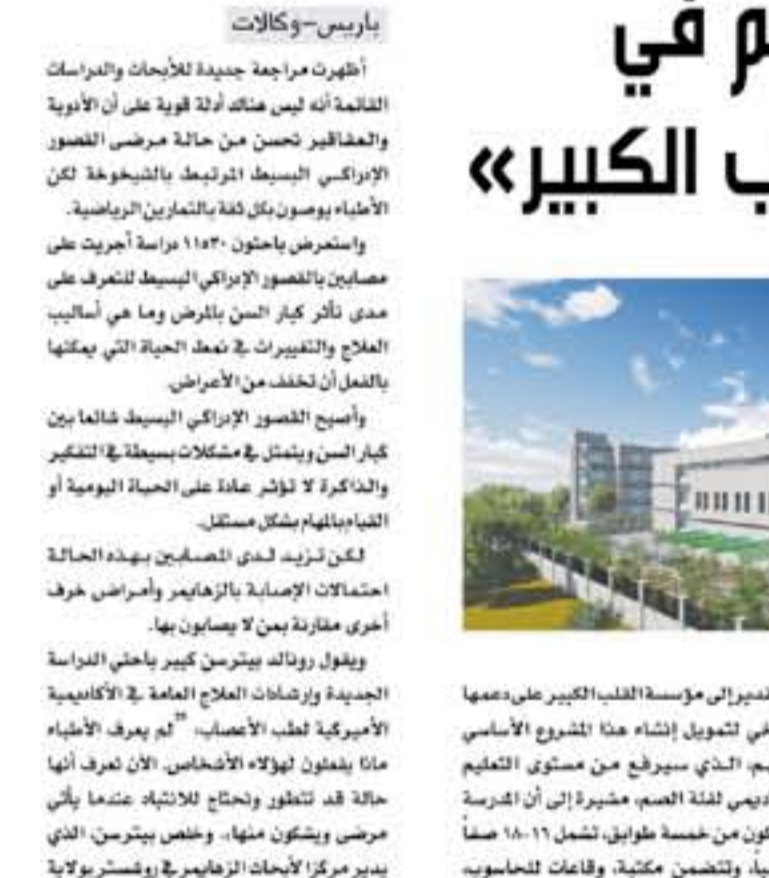 باريس-وكالات
أظهرت مراجعة جديدة للأبحاث والدراسات
القائمة أنه ليس هناك أدلة قوية على أن الأدوية
والعقاقير تحسن من حالة مرضى القصور
الإدراكي البسيط المرتبط بالشيخوخة لكن
الأطباء يوصون بكل ثقة بالتمارين الرياضية.
واستعرض باحثون ١١٥٣٠ دراسة أجريت على
مصابين بالقصور الإدراكي البسيط للتعرف على
مدى تأثر كبار السن بالمرض وما هي أساليب
العلاج والتغييرات في نمط الحياة التي يمكنها
بالفعل أن تخفف من الأعراض.
وأصبح القصور الإدراكي البسيط شائعا بين
كبار السن ويتمثل في مشكلات بسيطة في التفكير
والذاكرة لا تؤثر عادة على الحياة اليومية أو
القيام بالمهام بشكل مستقل.
لكن تزيد لدى المصابين بهذه الحالة
احتمالات الإصابة بالزهايمر وأمراض خرف
أخرى مقارنة بمن لا يصابون بها.
ويقول رونالد بيترسن كبير باحثي الدراسة
الجديدة وإرشادات العلاج العامة في الأكاديمية
الأميركية لطب الأعصاب، "لم يعرف الأطباء
ماذا يفعلون لهؤلاء الأشخاص. الآن نعرف أنها
حالة قد تتطور وتحتاج للانتباه عندما يأتي
مرضى ويشكون منها». وخلص بيترسن، الذي
يدير مركزا لأبحاث الزهايمر في روشستر بولاية
م في
ب الكبير»
تقدير إلى مؤسسة القلب الكبير على دعمها
خي لتمويل إنشاء هذا المشروع الأساسي
سم، الذي سيرفع من مستوى التعليم
اديمي لفئة الصم، مشيرة إلى أن المدرسة
كون من خمسة طوابق، تشمل ١٦-١٨ صفاً
ياً، وتتضمن مكتبة، وقاعات للحاسوب،